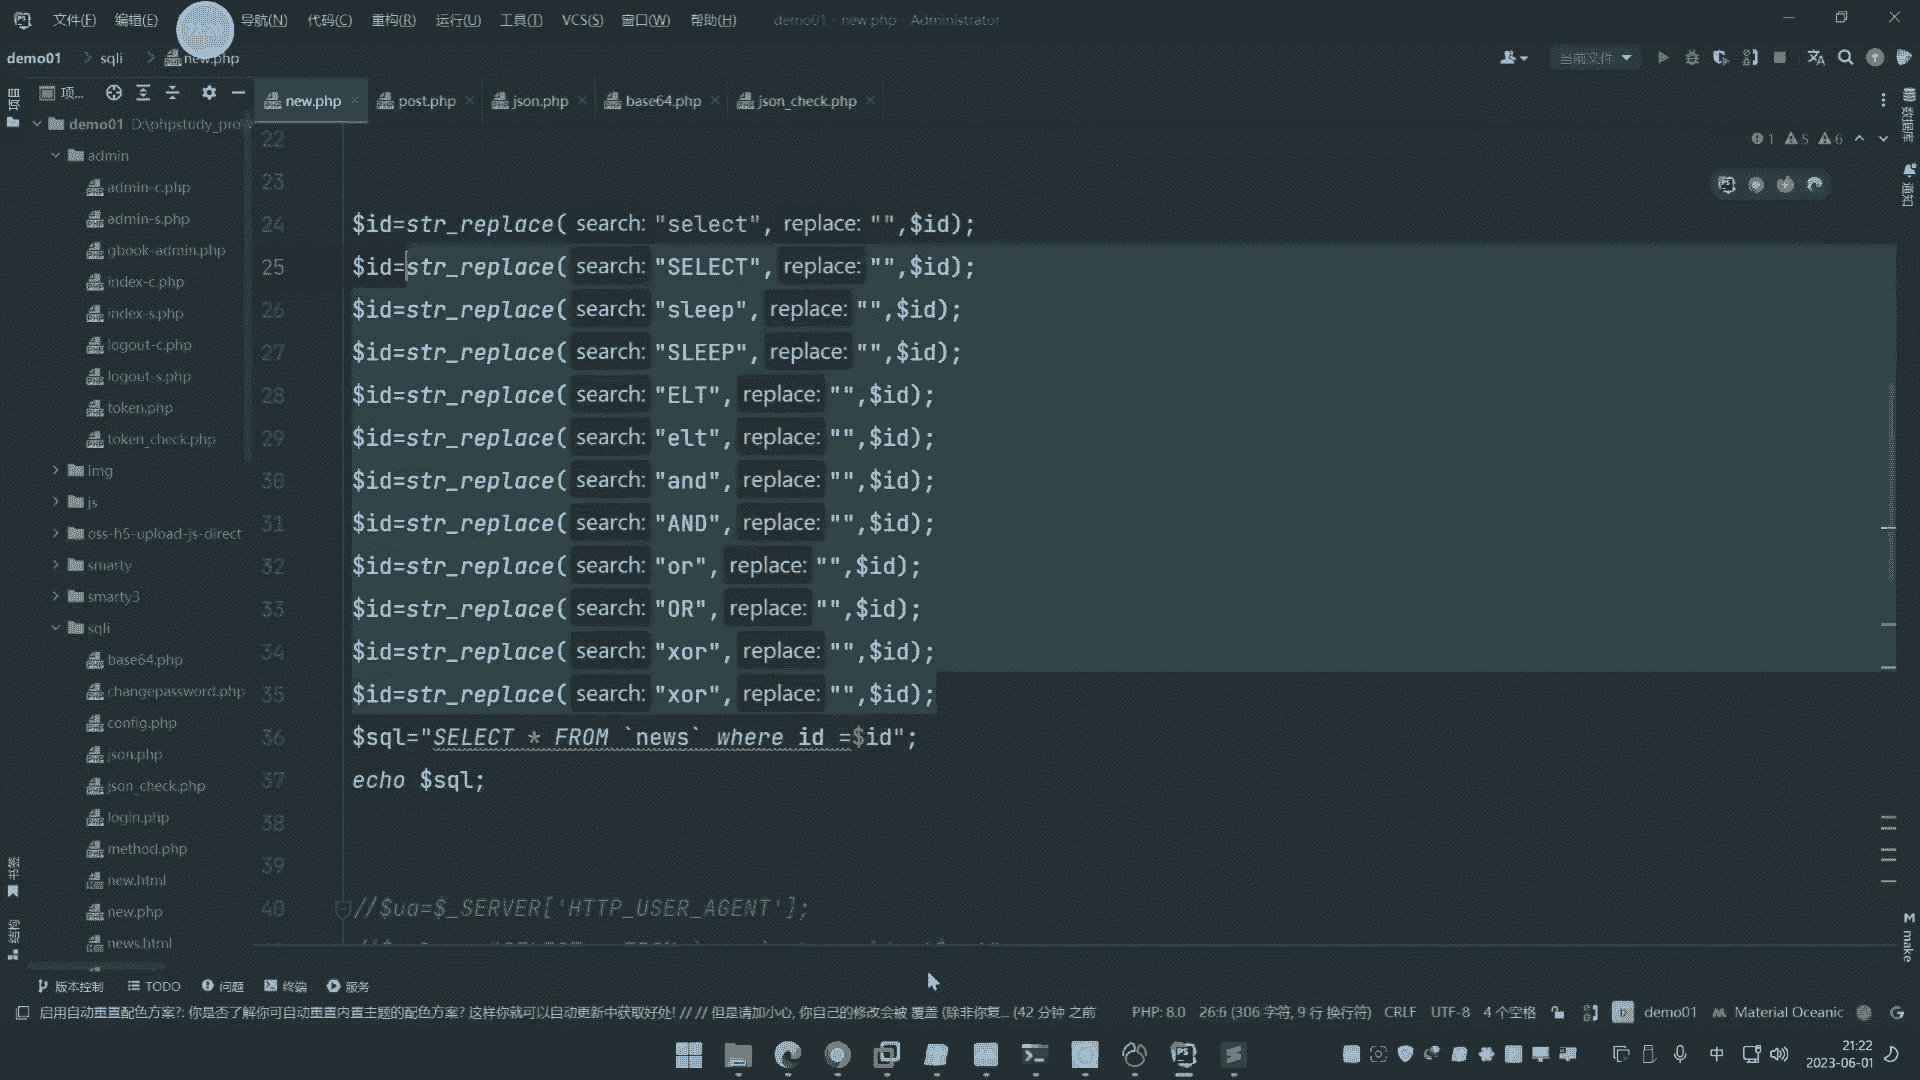 文件(F) 编辑(E) 导航(N) 代码(C) 重构(R) 运行(U) 工具(T) VCS(S) 窗口(W) 帮助(H) demo01 - new.php - Administrator
demo01 sqli new.php 当前文件
项目 项... new.php post.php json.php base64.php json_check.php
demo01 D:\phpstudy_pro
admin
admin-c.php
admin-s.php
gbook-admin.php
index-c.php
index-s.php
logout-c.php
logout-s.php
token.php
token_check.php
img
js
oss-h5-upload-js-direct
smarty
smarty3
sqli
base64.php
changepassword.php
config.php
json.php
json_check.php
login.php
method.php
new.html
new.php
news.html
书签
结构
1 5 6
22
23
24 $id=str_replace( search: "select", replace: "",$id);
25 $id=str_replace( search: "SELECT", replace: "",$id);
26 $id=str_replace( search: "sleep", replace: "",$id);
27 $id=str_replace( search: "SLEEP", replace: "",$id);
28 $id=str_replace( search: "ELT", replace: "",$id);
29 $id=str_replace( search: "elt", replace: "",$id);
30 $id=str_replace( search: "and", replace: "",$id);
31 $id=str_replace( search: "AND", replace: "",$id);
32 $id=str_replace( search: "or", replace: "",$id);
33 $id=str_replace( search: "OR", replace: "",$id);
34 $id=str_replace( search: "xor", replace: "",$id);
35 $id=str_replace( search: "xor", replace: "",$id);
36 $sql="SELECT * FROM `news` where id =$id";
37 echo $sql;
38
39
40 //$ua=$_SERVER['HTTP_USER_AGENT'];
数据库
通知
M make
版本控制 TODO 问题 终端 服务
启用自动重置配色方案?: 你是否了解你可自动重置内置主题的配色方案? 这样你就可以自动更新中获取好处! // // 但是请加小心, 你自己的修改会被 覆盖 (除非你复... (42 分钟 之前 PHP: 8.0 26:6 (306 字符, 9 行 换行符) CRLF UTF-8 4 个空格 demo01 Material Oceanic
中 21:22
2023-06-01